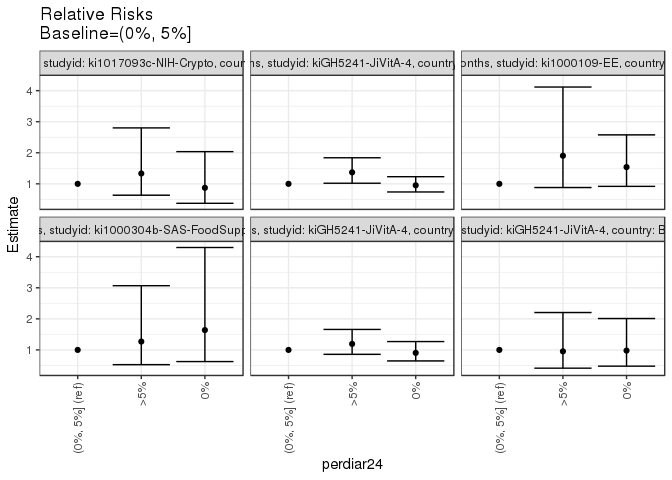 Relative Risks
Baseline=(0%, 5%]
studyid: ki1017093c-NIH-Crypto, cour
ns, studyid: kiGH5241-JiVitA-4, country
onths, studyid: ki1000109-EE, country
4
3
2
1
s, studyid: ki1000304b-SAS-FoodSupp
s, studyid: kiGH5241-JiVitA-4, country
studyid: kiGH5241-JiVitA-4, country: B
4
3
2
1
Estimate
(0%, 5%] (ref)
>5%
0%
(0%, 5%] (ref)
>5%
0%
(0%, 5%] (ref)
>5%
0%
perdiar24